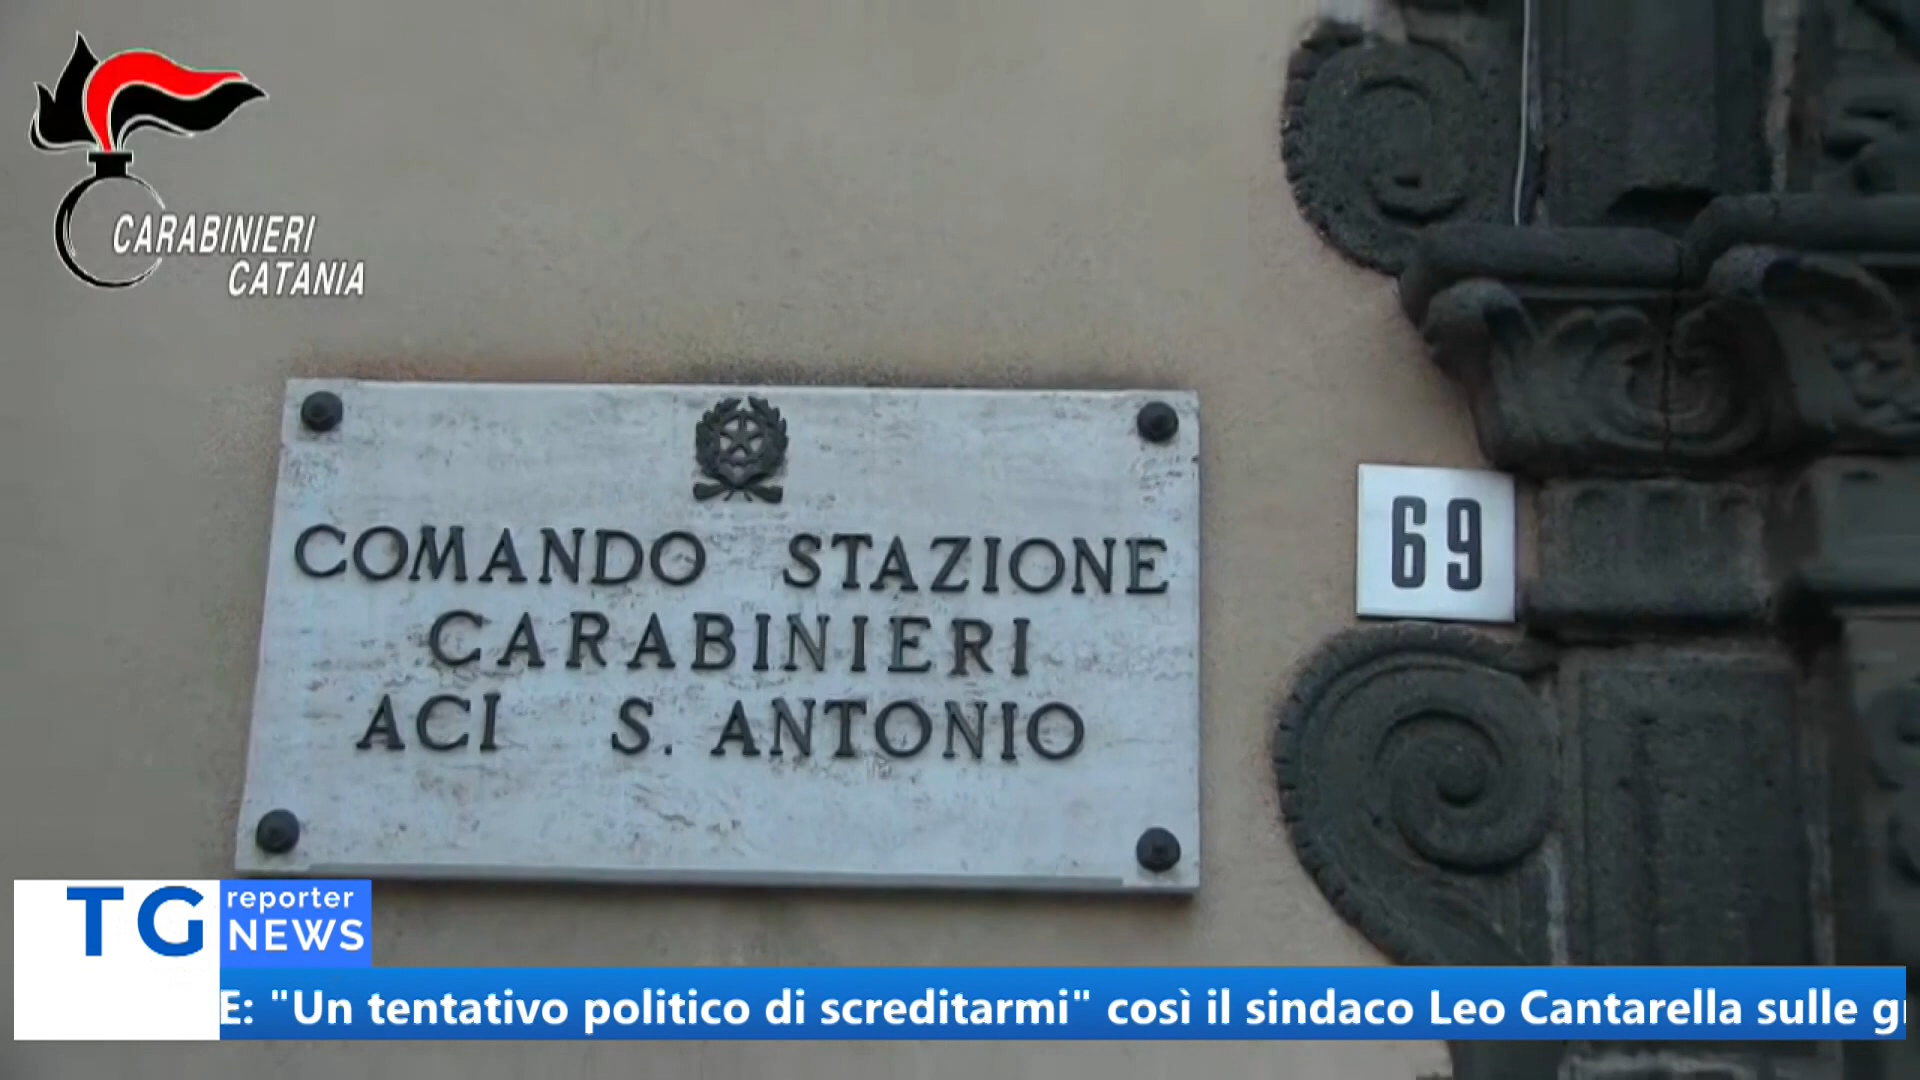 CARABINIERI
CATANIA
COMANDO STAZIONE
CARABINIERI
ACI S. ANTONIO
69
TG reporter
NEWS
E: "Un tentativo politico di screditarmi" così il sindaco Leo Cantarella sulle